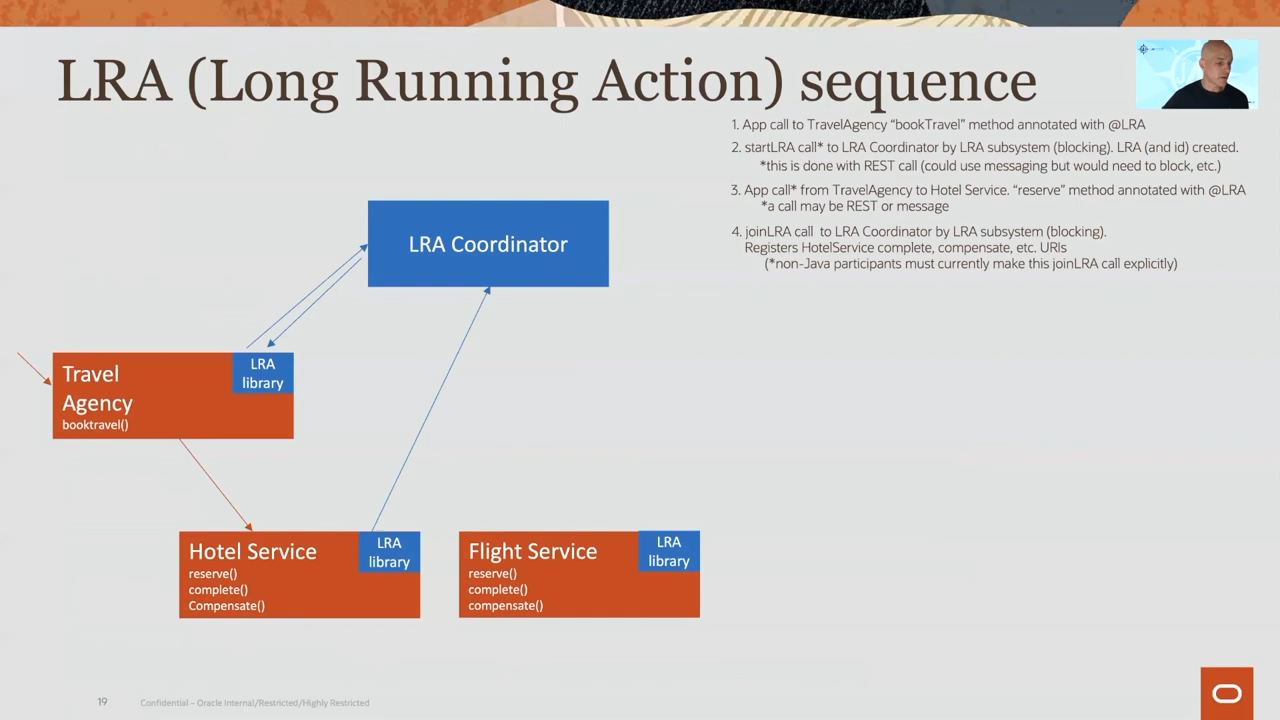 LRA (Long Running Action) sequence
1. App call to TravelAgency “bookTravel” method annotated with @LRA
2. startLRA call* to LRA Coordinator by LRA subsystem (blocking). LRA (and id) created.
*this is done with REST call (could use messaging but would need to block, etc.)
3. App call* from TravelAgency to Hotel Service. “reserve” method annotated with @LRA
*a call may be REST or message
4. joinLRA call to LRA Coordinator by LRA subsystem (blocking).
Registers HotelService complete, compensate, etc. URIs
(*non-Java participants must currently make this joinLRA call explicitly)
LRA Coordinator
Travel
Agency
booktravel()
LRA
library
Hotel Service
reserve()
complete()
Compensate()
LRA
library
Flight Service
reserve()
complete()
compensate()
LRA
library
19
Confidential – Oracle Internal/Restricted/Highly Restricted